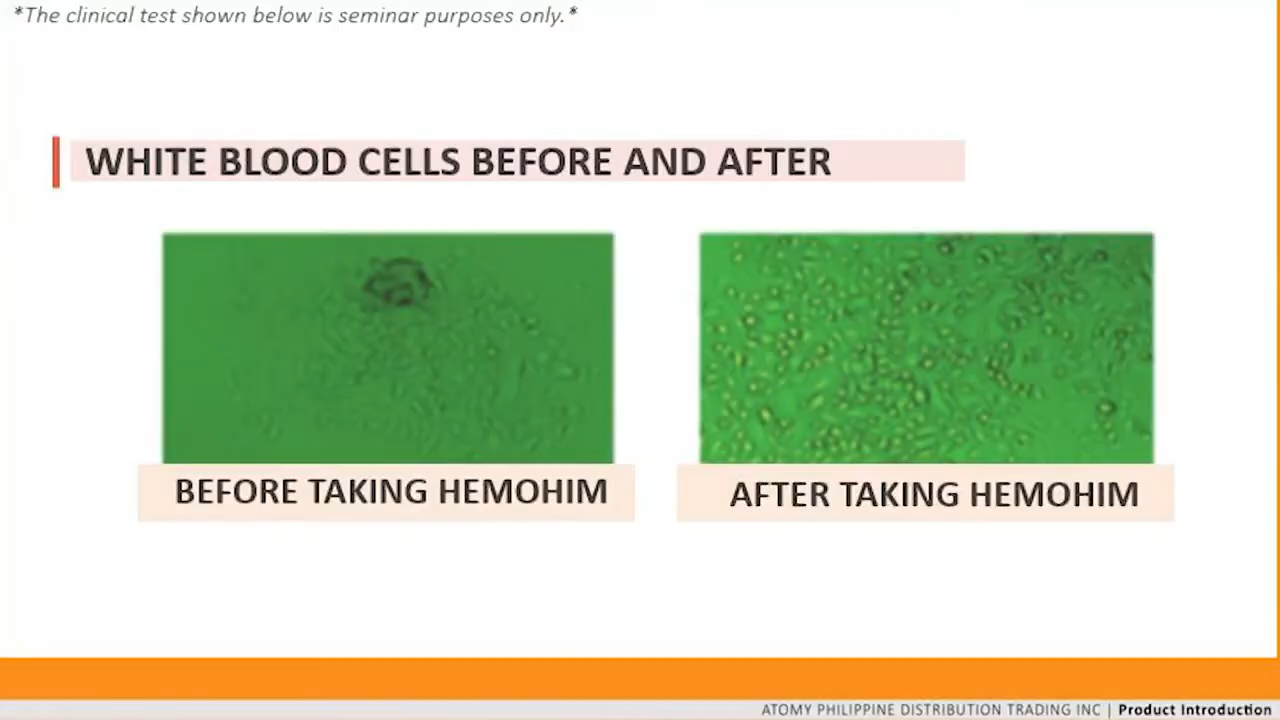 *The clinical test shown below is seminar purposes only.*
WHITE BLOOD CELLS BEFORE AND AFTER
BEFORE TAKING HEMOHIM
AFTER TAKING HEMOHIM
ATOMY PHILIPPINE DISTRIBUTION TRADING INC | Product Introduction